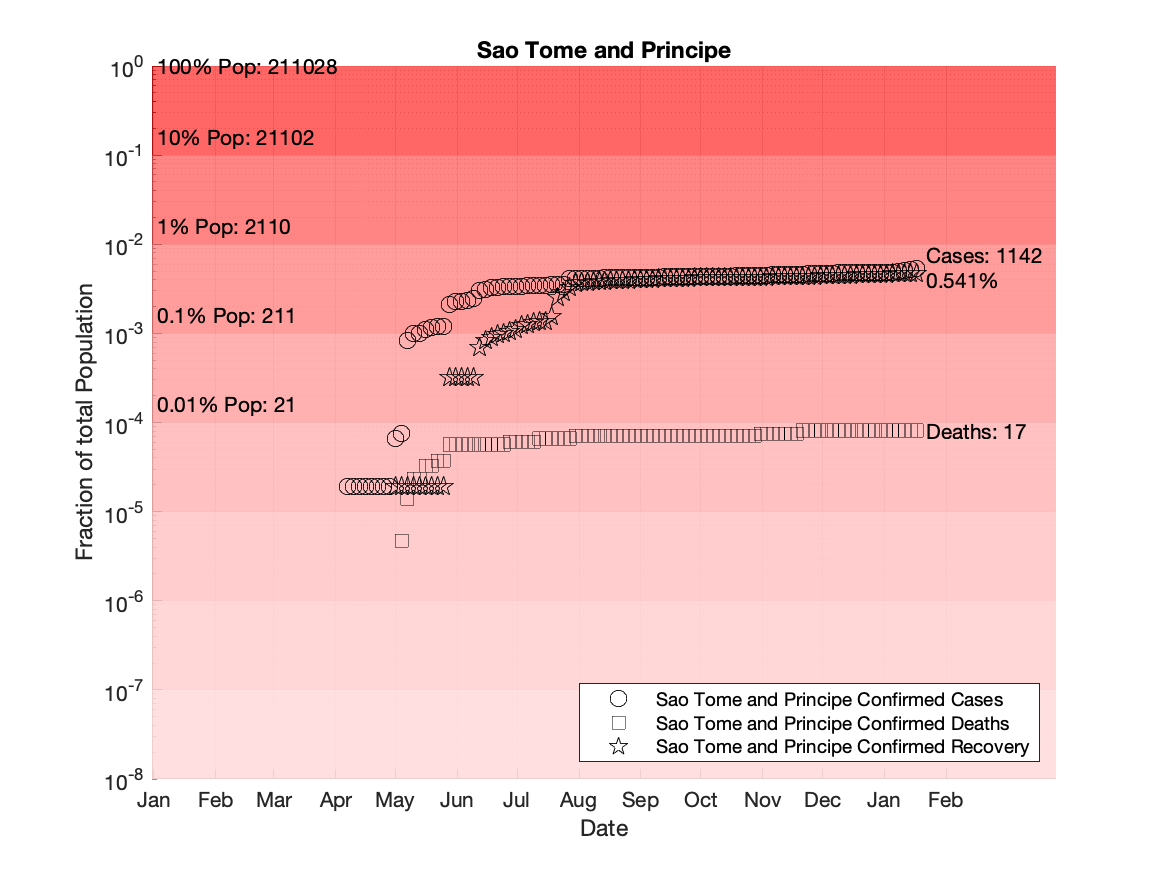 Sao Tome and Principe
10^0
100% Pop: 211028
10% Pop: 21102
10^-1
1% Pop: 2110
10^-2
Cases: 1142
0.541%
0.1% Pop: 211
10^-3
0.01% Pop: 21
10^-4
Deaths: 17
10^-5
10^-6
10^-7
10^-8
Fraction of total Population
Sao Tome and Principe Confirmed Cases
Sao Tome and Principe Confirmed Deaths
Sao Tome and Principe Confirmed Recovery
Jan Feb Mar Apr May Jun Jul Aug Sep Oct Nov Dec Jan Feb
Date